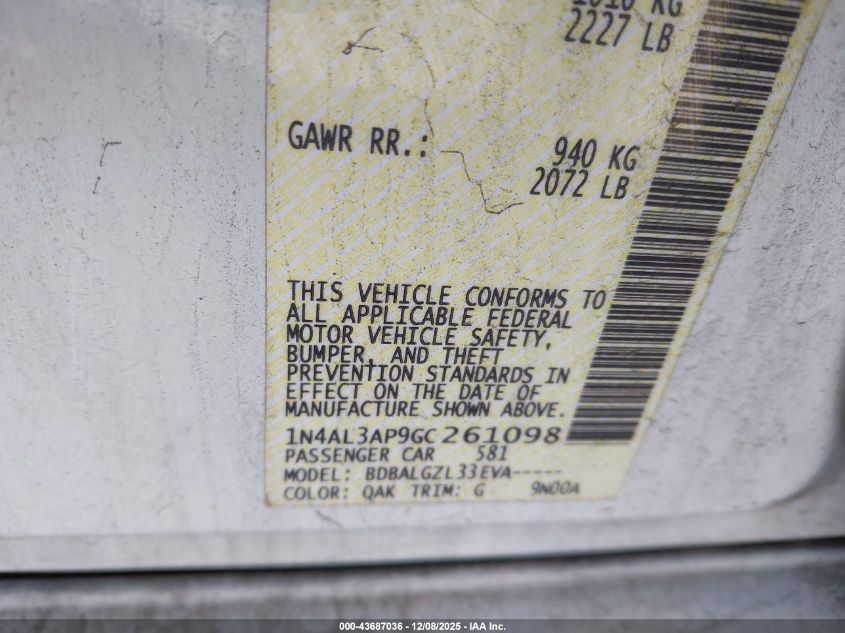 2227 LB
GAWR RR.: 940 KG
2072 LB
THIS VEHICLE CONFORMS TO
ALL APPLICABLE FEDERAL
MOTOR VEHICLE SAFETY,
BUMPER, AND THEFT
PREVENTION STANDARDS IN
EFFECT ON THE DATE OF
MANUFACTURE SHOWN ABOVE.
1N4AL3AP9GC261098
PASSENGER CAR 581
MODEL: BDBALGZL33EVA-----
COLOR: QAK TRIM: G 9N00A
000-43687036 - 12/08/2025 - IAA Inc.